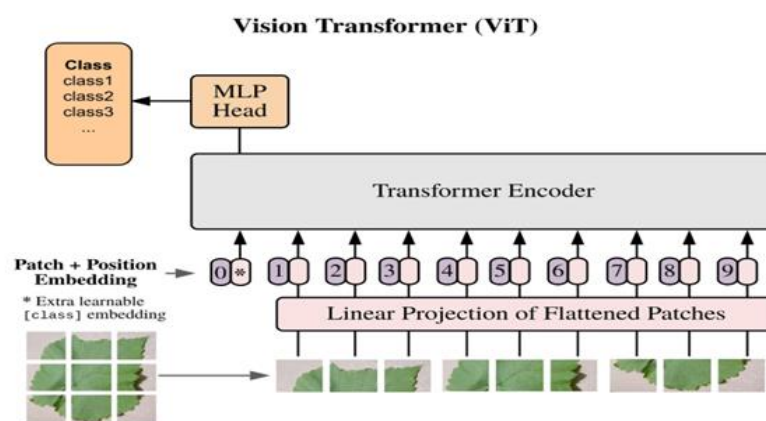 Vision Transformer (ViT)
Class
class1
class2
class3
...
MLP
Head
Transformer Encoder
Patch + Position
Embedding
0 * 1 2 3 4 5 6 7 8 9
* Extra learnable
[class] embedding
Linear Projection of Flattened Patches